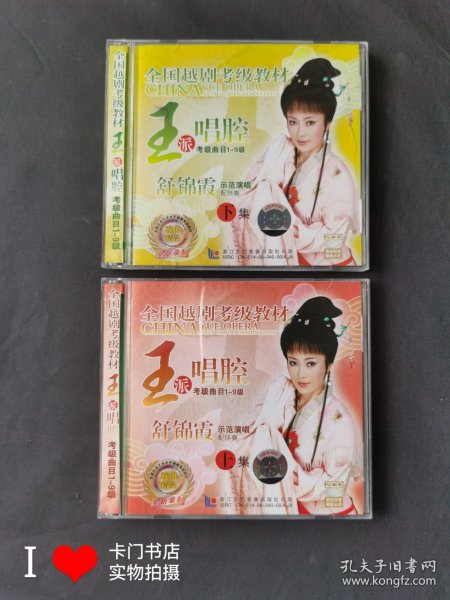 全国越剧考级教材
王派唱腔
考级曲目1~9级
全国越剧考级教材
CHINA YUE OPERA
王派 唱腔
考级曲目1~9级
舒锦霞 示范演唱
配伴奏
下集
浙江文艺音像出版社出版
2CD
全国越剧考级教材
王派唱腔
考级曲目1~9级
全国越剧考级教材
CHINA YUE OPERA
王派 唱腔
考级曲目1~9级
舒锦霞 示范演唱
配伴奏
上集
浙江文艺音像出版社出版
2CD
I
卡门书店
实物拍摄
孔夫子旧书网
www.kongfz.com